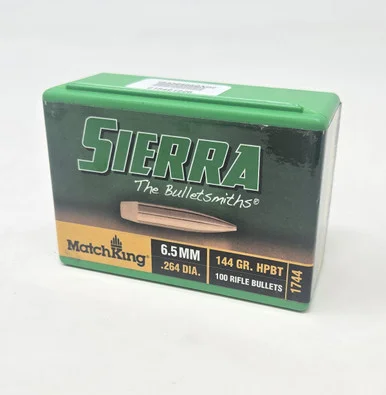 SIERRA
The Bulletsmiths®
MatchKing®
6.5MM
.264 DIA.
144 GR. HPBT
100 RIFLE BULLETS
1744